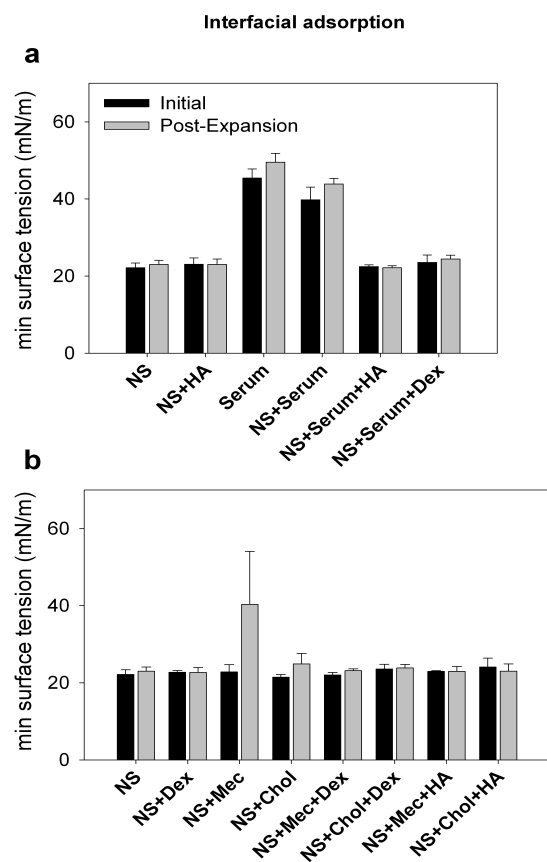 Interfacial adsorption
a
min surface tension (mN/m)
60
40
20
0
Initial
Post-Expansion
NS
NS+HA
Serum
NS+Serum
NS+Serum+HA
NS+Serum+Dex
b
min surface tension (mN/m)
60
40
20
0
NS
NS+Dex
NS+Mec
NS+Chol
NS+Mec+Dex
NS+Chol+Dex
NS+Mec+HA
NS+Chol+HA